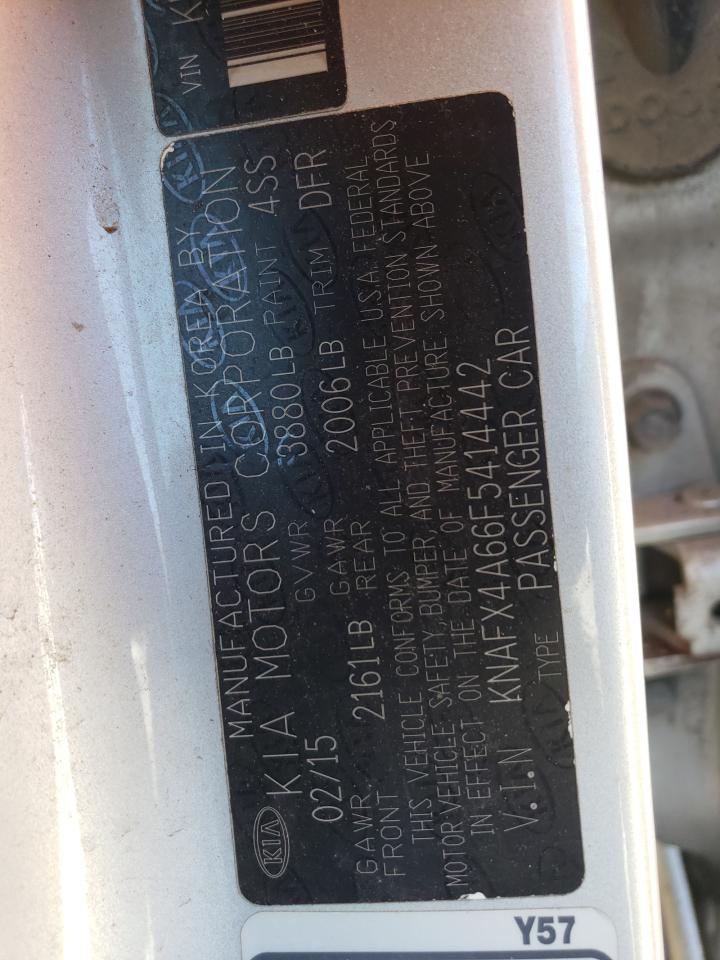 VIN K
MANUFACTURED IN KOREA BY
KIA KIA MOTORS CORPORATION
02/15 GVWR 3880LB PAINT 4SS
GAWR FRONT 2161LB GAWR REAR 2006LB TRIM DFR
THIS VEHICLE CONFORMS TO ALL APPLICABLE U.S.A. FEDERAL
MOTOR VEHICLE SAFETY, BUMPER, AND THEFT PREVENTION STANDARDS
IN EFFECT ON THE DATE OF MANUFACTURE SHOWN ABOVE
V.I.N KNAFX4A66F5414442
TYPE PASSENGER CAR
Y57